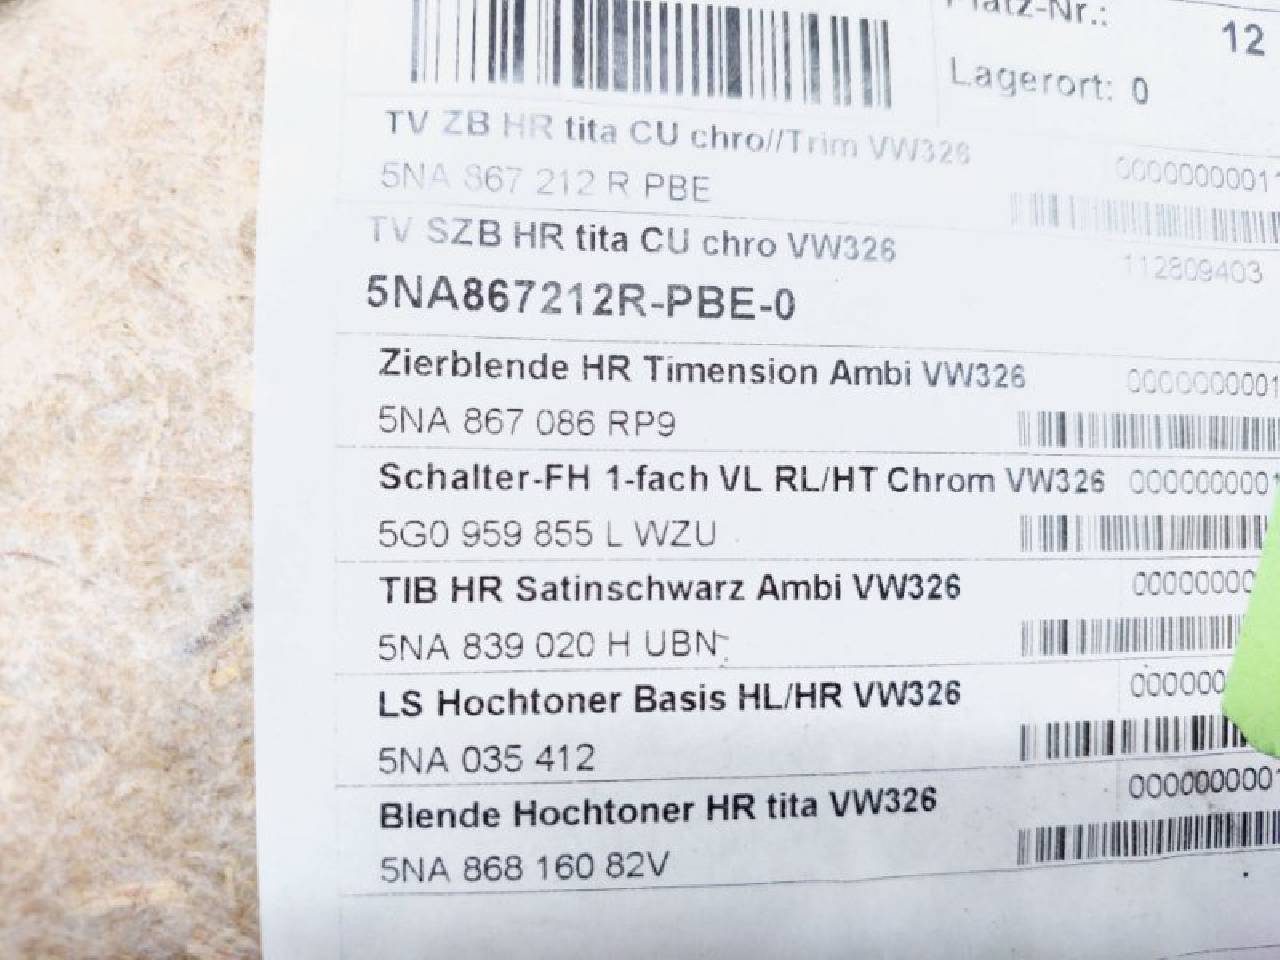 Platz-Nr.: 12
Lagerort: 0
TV ZB HR tita CU chro//Trim VW326
5NA 867 212 R PBE
TV SZB HR tita CU chro VW326
112809403
5NA867212R-PBE-0
Zierblende HR Timension Ambi VW326
5NA 867 086 RP9
Schalter-FH 1-fach VL RL/HT Chrom VW326
5G0 959 855 L WZU
TIB HR Satinschwarz Ambi VW326
5NA 839 020 H UBN
LS Hochtoner Basis HL/HR VW326
5NA 035 412
Blende Hochtoner HR tita VW326
5NA 868 160 82V